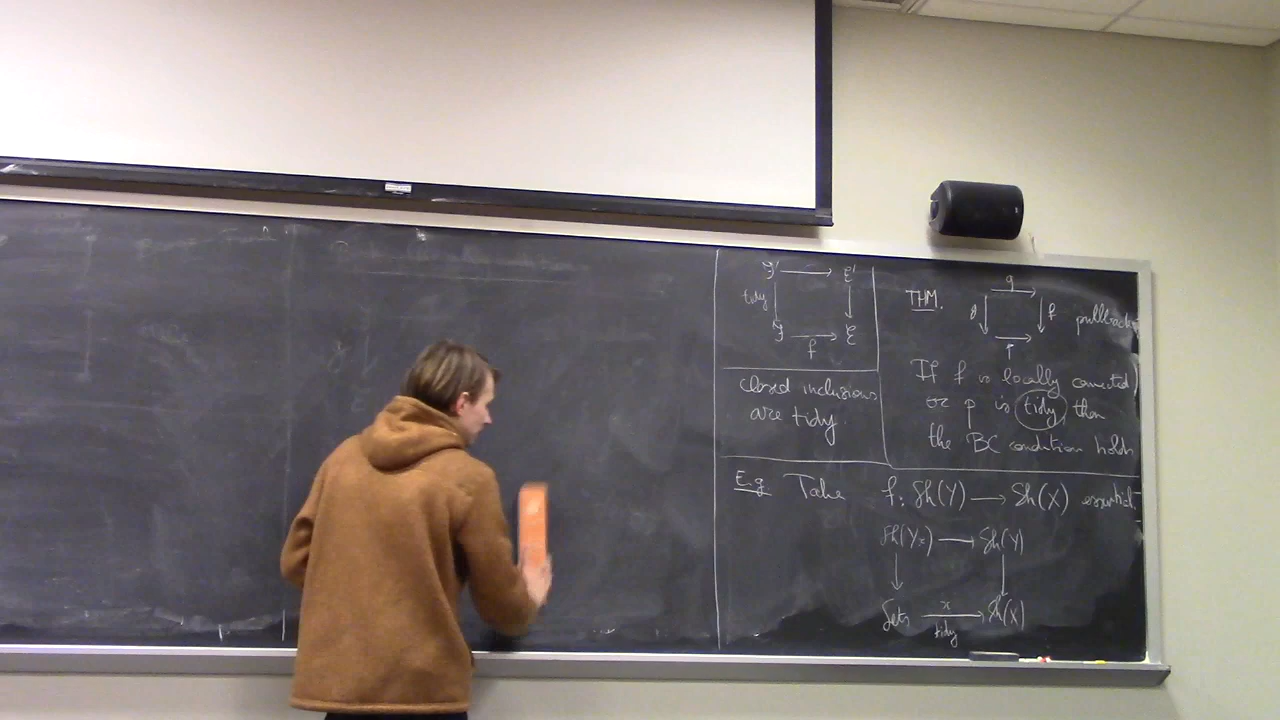 F' → E'
tidy
F → E
f
closed inclusions
are tidy.
THM.
q
g f pullback
p
If f is locally connected
or p is tidy, then
the BC condition holds
E.g Take f: Sh(Y) → Sh(X) essential.
Sh(Yx) → Sh(Y)
Sets → Sh(X)
x
tidy